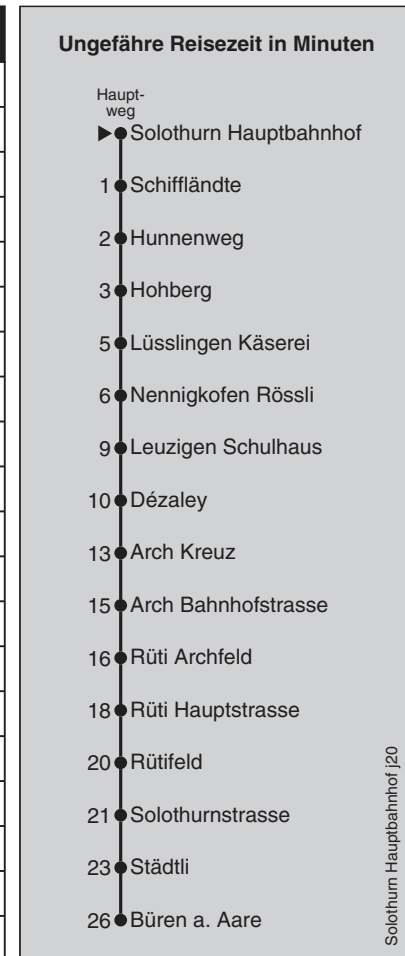 Ungefähre Reisezeit in Minuten
Haupt-
weg
Solothurn Hauptbahnhof
1 Schiffländte
2 Hunnenweg
3 Hohberg
5 Lüsslingen Käserei
6 Nennigkofen Rössli
9 Leuzigen Schulhaus
10 Dézaley
13 Arch Kreuz
15 Arch Bahnhofstrasse
16 Rüti Archfeld
18 Rüti Hauptstrasse
20 Rütifeld
21 Solothurnstrasse
23 Städtli
26 Büren a. Aare
Solothurn Hauptbahnhof j20